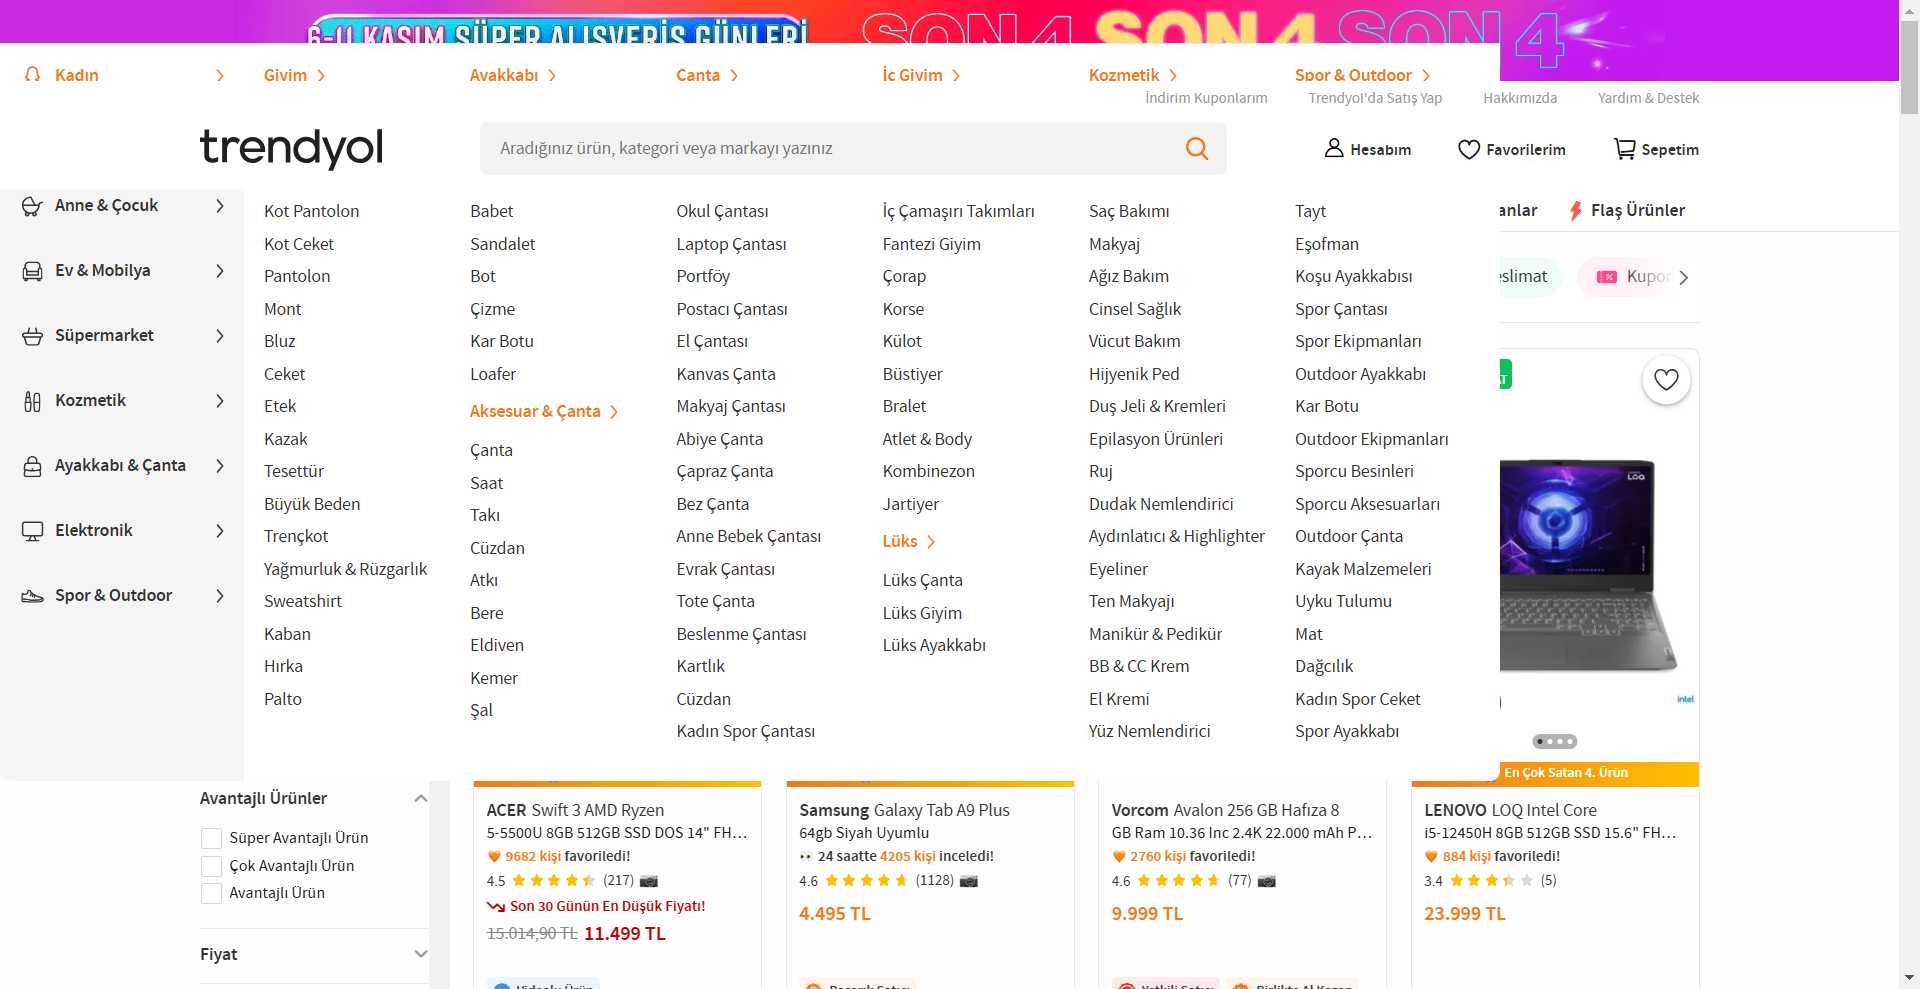 6-11 KASIM SÜPER ALIŞVERİŞ GÜNLERİ
SON 4 SON 4 SON 4
Kadın
Giyim
Ayakkabı
Çanta
İç Giyim
Kozmetik
Spor & Outdoor
İndirim Kuponlarım
Trendyol'da Satış Yap
Hakkımızda
Yardım & Destek
trendyol
Aradığınız ürün, kategori veya markayı yazınız
Hesabım
Favorilerim
Sepetim
Anne & Çocuk
Ev & Mobilya
Süpermarket
Kozmetik
Ayakkabı & Çanta
Elektronik
Spor & Outdoor
Kot Pantolon
Kot Ceket
Pantolon
Mont
Bluz
Ceket
Etek
Kazak
Tesettür
Büyük Beden
Trençkot
Yağmurluk & Rüzgarlık
Sweatshirt
Kaban
Hırka
Palto
Babet
Sandalet
Bot
Çizme
Kar Botu
Loafer
Aksesuar & Çanta
Çanta
Saat
Takı
Cüzdan
Atkı
Bere
Eldiven
Kemer
Şal
Okul Çantası
Laptop Çantası
Portföy
Postacı Çantası
El Çantası
Kanvas Çanta
Makyaj Çantası
Abiye Çanta
Çapraz Çanta
Bez Çanta
Anne Bebek Çantası
Evrak Çantası
Tote Çanta
Beslenme Çantası
Kartlık
Cüzdan
Kadın Spor Çantası
İç Çamaşırı Takımları
Fantezi Giyim
Çorap
Korse
Külot
Büstiyer
Bralet
Atlet & Body
Kombinezon
Jartiyer
Lüks
Lüks Çanta
Lüks Giyim
Lüks Ayakkabı
Saç Bakımı
Makyaj
Ağız Bakım
Cinsel Sağlık
Vücut Bakım
Hijyenik Ped
Duş Jeli & Kremleri
Epilasyon Ürünleri
Ruj
Dudak Nemlendirici
Aydınlatıcı & Highlighter
Eyeliner
Ten Makyajı
Manikür & Pedikür
BB & CC Krem
El Kremi
Yüz Nemlendirici
Tayt
Eşofman
Koşu Ayakkabısı
Spor Çantası
Spor Ekipmanları
Outdoor Ayakkabı
Kar Botu
Outdoor Ekipmanları
Sporcu Besinleri
Sporcu Aksesuarları
Outdoor Çanta
Kayak Malzemeleri
Uyku Tulumu
Mat
Dağcılık
Kadın Spor Ceket
Spor Ayakkabı
anlar
Flaş Ürünler
eslimat
Kupon
LOQ
intel
En Çok Satan 4. Ürün
Avantajlı Ürünler
Süper Avantajlı Ürün
Çok Avantajlı Ürün
Avantajlı Ürün
Fiyat
ACER Swift 3 AMD Ryzen
5-5500U 8GB 512GB SSD DOS 14" FH...
9682 kişi favoriledi!
4.5 (217)
Son 30 Günün En Düşük Fiyatı!
15.014,90 TL 11.499 TL
Videolu Ürün
Samsung Galaxy Tab A9 Plus
64gb Siyah Uyumlu
24 saatte 4205 kişi inceledi!
4.6 (1128)
4.495 TL
Başarılı Satıcı
Vorcom Avalon 256 GB Hafıza 8
GB Ram 10.36 Inc 2.4K 22.000 mAh P...
2760 kişi favoriledi!
4.6 (77)
9.999 TL
Yetkili Satıcı
Birlikte Al Kazan
LENOVO LOQ Intel Core
i5-12450H 8GB 512GB SSD 15.6" FH...
884 kişi favoriledi!
3.4 (5)
23.999 TL